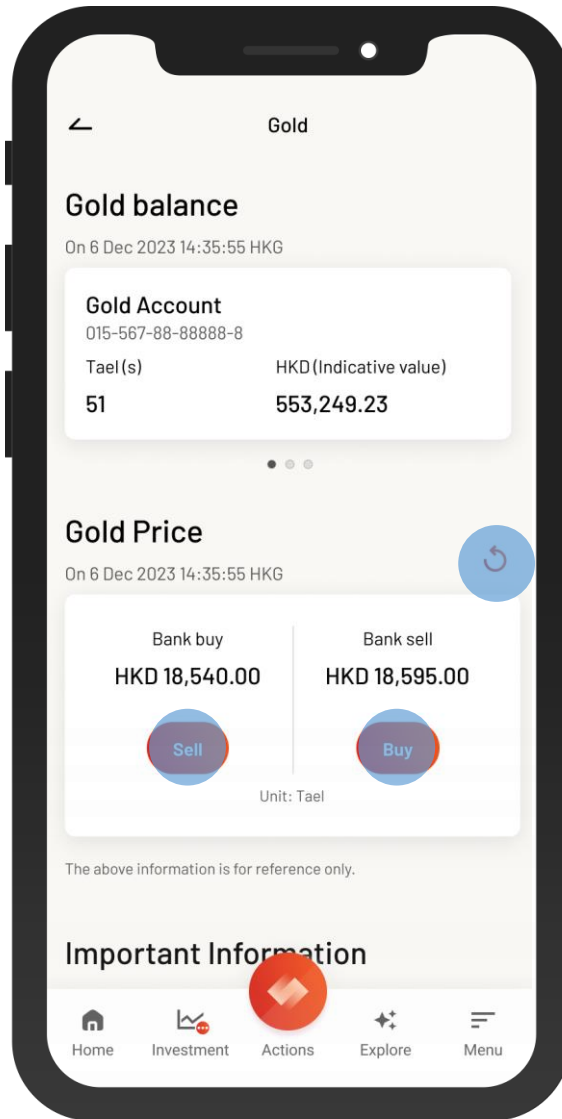 Gold
Gold balance
On 6 Dec 2023 14:35:55 HKG
Gold Account
015-567-88-88888-8
Tael(s) HKD(Indicative value)
51 553,249.23
Gold Price
On 6 Dec 2023 14:35:55 HKG
Bank buy Bank sell
HKD 18,540.00 HKD 18,595.00
Sell Buy
Unit: Tael
The above information is for reference only.
Important Information
Home Investment Actions Explore Menu